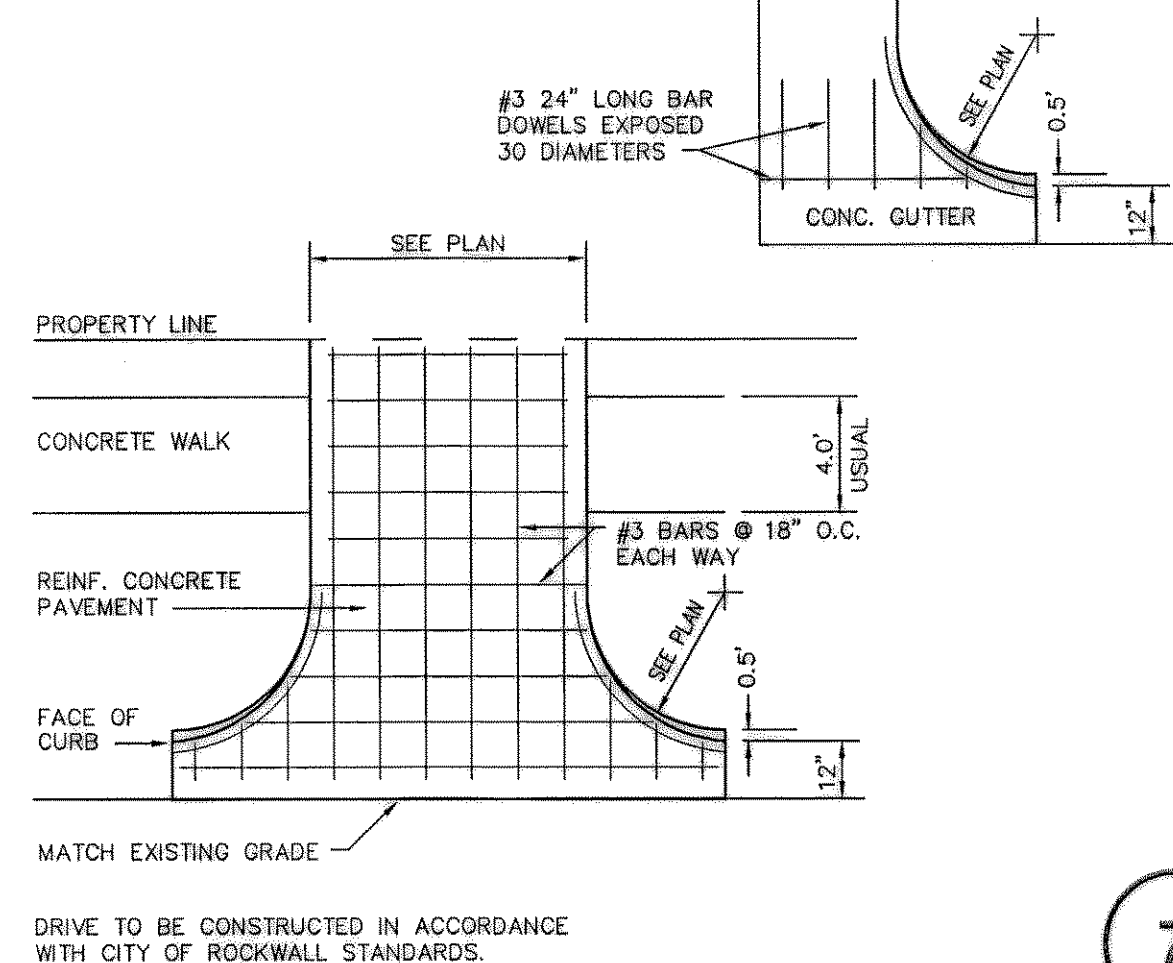 #3 24" LONG BAR
DOWELS EXPOSED
30 DIAMETERS
SEE PLAN
0.5'
CONC. GUTTER
12"
SEE PLAN
PROPERTY LINE
CONCRETE WALK
4.0'
USUAL
#3 BARS @ 18" O.C.
EACH WAY
REINF. CONCRETE
PAVEMENT
SEE PLAN
0.5'
FACE OF
CURB
12"
MATCH EXISTING GRADE
DRIVE TO BE CONSTRUCTED IN ACCORDANCE
WITH CITY OF ROCKWALL STANDARDS.